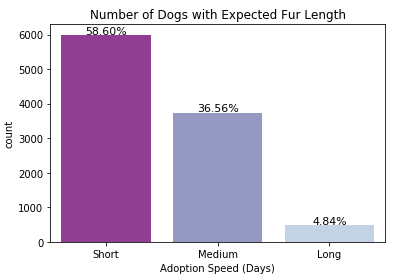 Number of Dogs with Expected Fur Length
58.60%
36.56%
4.84%
6000
5000
4000
3000
2000
1000
0
count
Short Medium Long
Adoption Speed (Days)